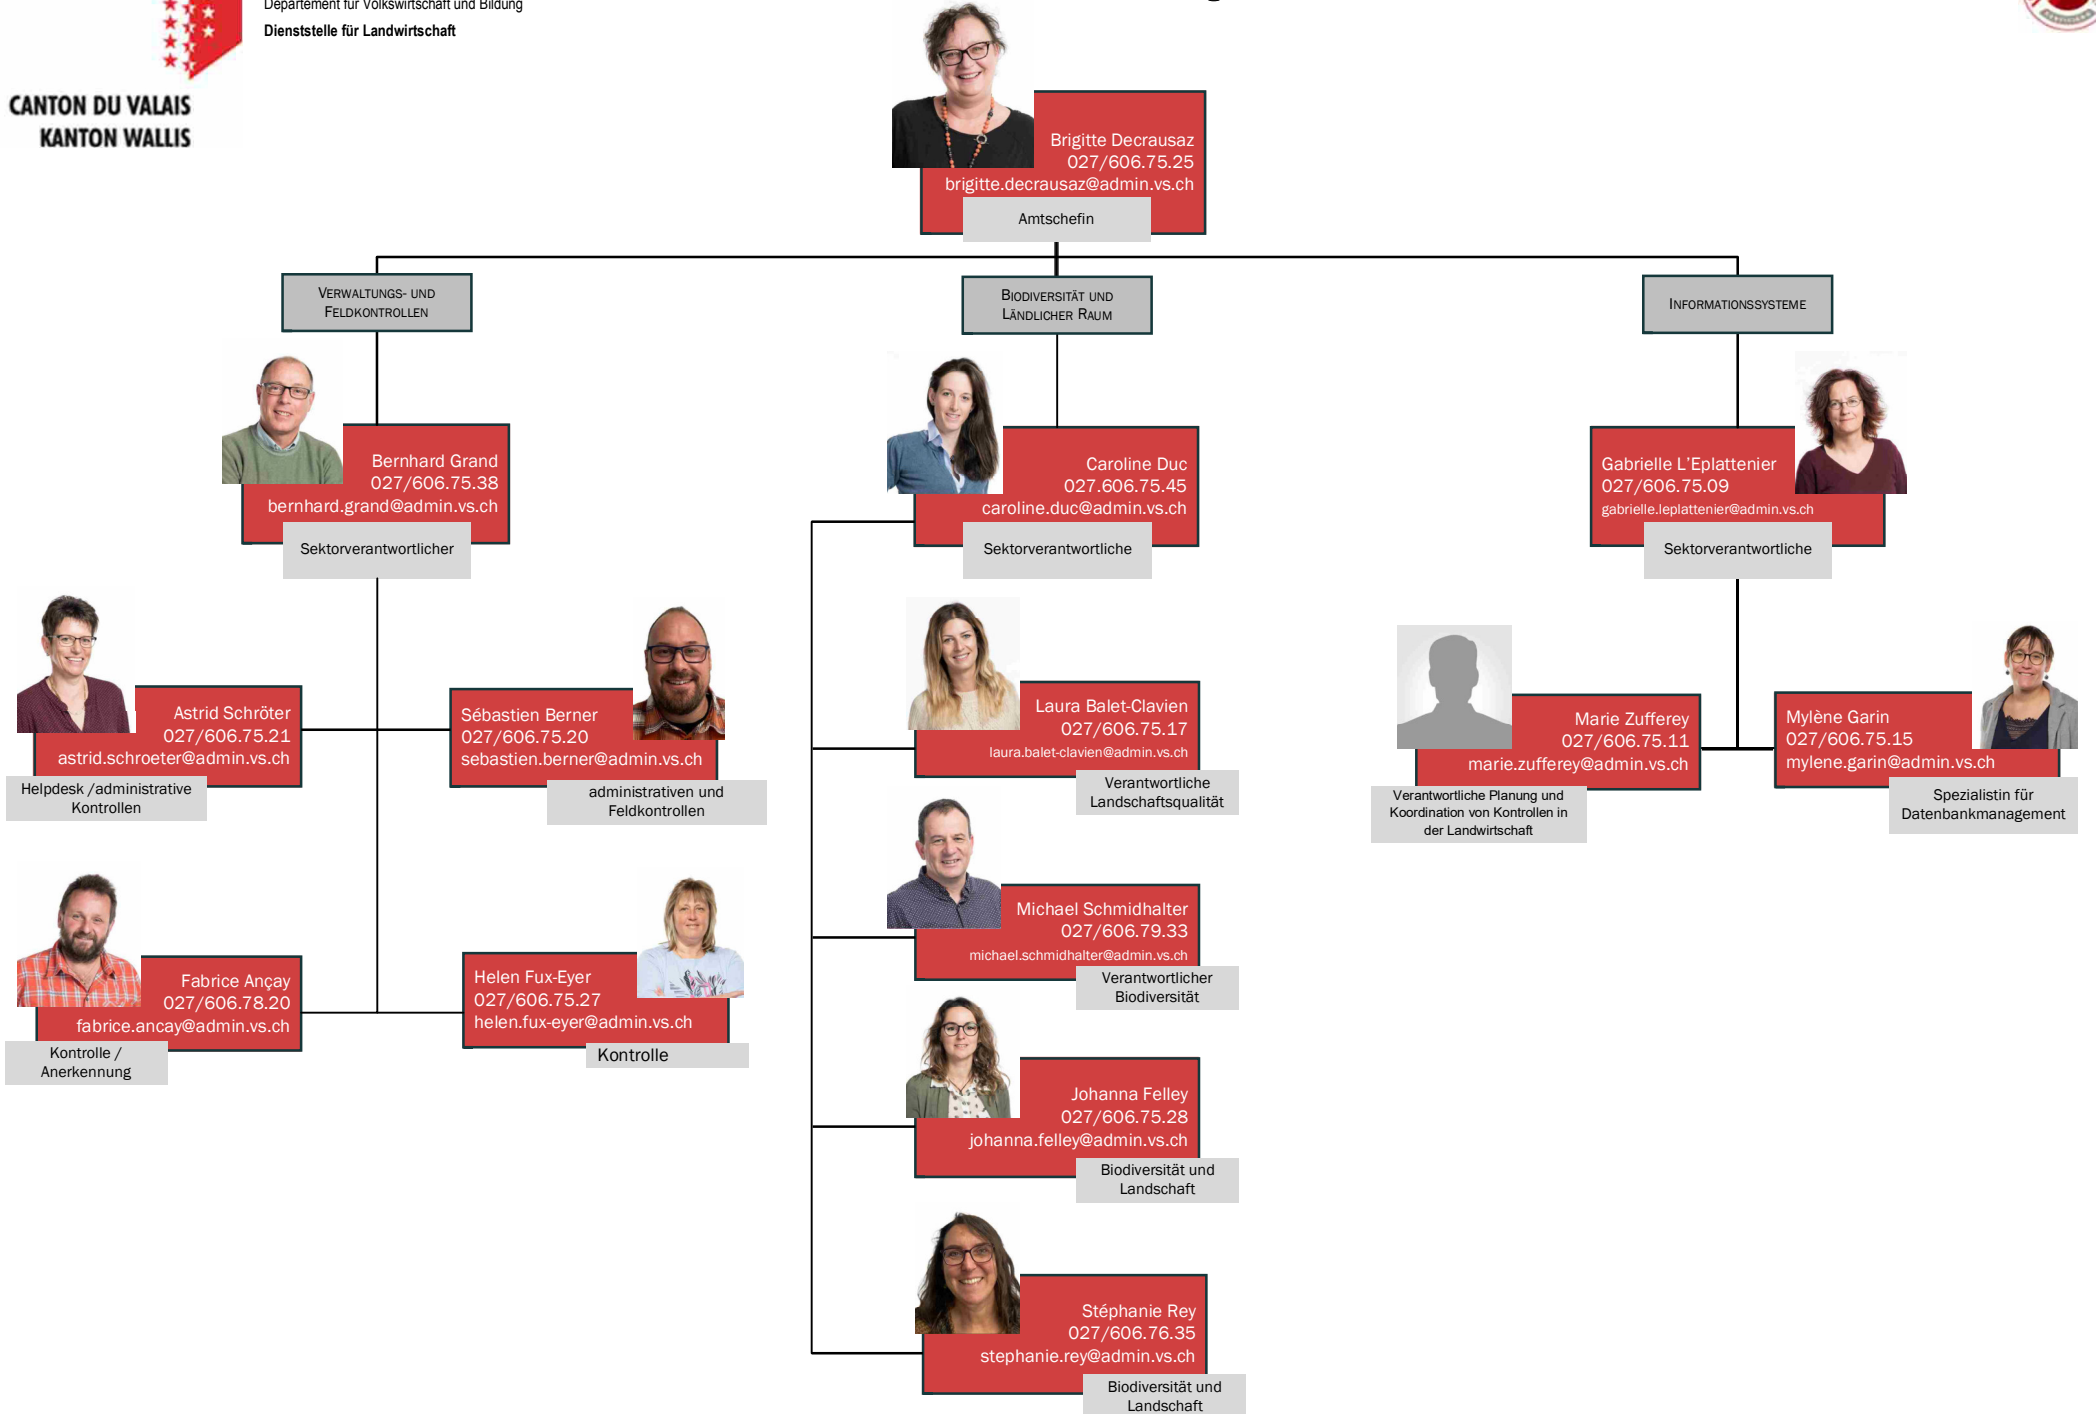 Departement für Volkswirtschaft und Bildung
Dienststelle für Landwirtschaft
CANTON DU VALAIS
KANTON WALLIS
Brigitte Decrausaz
027/606.75.25
brigitte.decrausaz@admin.vs.ch
Amtschefin
VERWALTUNGS- UND
FELDKONTROLLEN
BIODIVERSITÄT UND
LÄNDLICHER RAUM
INFORMATIONSSYSTEME
Bernhard Grand
027/606.75.38
bernhard.grand@admin.vs.ch
Sektorverantwortlicher
Caroline Duc
027.606.75.45
caroline.duc@admin.vs.ch
Sektorverantwortliche
Gabrielle L'Eplattenier
027/606.75.09
gabrielle.leplattenier@admin.vs.ch
Sektorverantwortliche
Astrid Schröter
027/606.75.21
astrid.schroeter@admin.vs.ch
Helpdesk /administrative
Kontrollen
Sébastien Berner
027/606.75.20
sebastien.berner@admin.vs.ch
administrativen und
Feldkontrollen
Laura Balet-Clavien
027/606.75.17
laura.balet-clavien@admin.vs.ch
Verantwortliche
Landschaftsqualität
Marie Zufferey
027/606.75.11
marie.zufferey@admin.vs.ch
Verantwortliche Planung und
Koordination von Kontrollen in
der Landwirtschaft
Mylène Garin
027/606.75.15
mylene.garin@admin.vs.ch
Spezialistin für
Datenbankmanagement
Michael Schmidhalter
027/606.79.33
michael.schmidhalter@admin.vs.ch
Verantwortlicher
Biodiversität
Fabrice Ançay
027/606.78.20
fabrice.ancay@admin.vs.ch
Kontrolle /
Anerkennung
Helen Fux-Eyer
027/606.75.27
helen.fux-eyer@admin.vs.ch
Kontrolle
Johanna Felley
027/606.75.28
johanna.felley@admin.vs.ch
Biodiversität und
Landschaft
Stéphanie Rey
027/606.76.35
stephanie.rey@admin.vs.ch
Biodiversität und
Landschaft